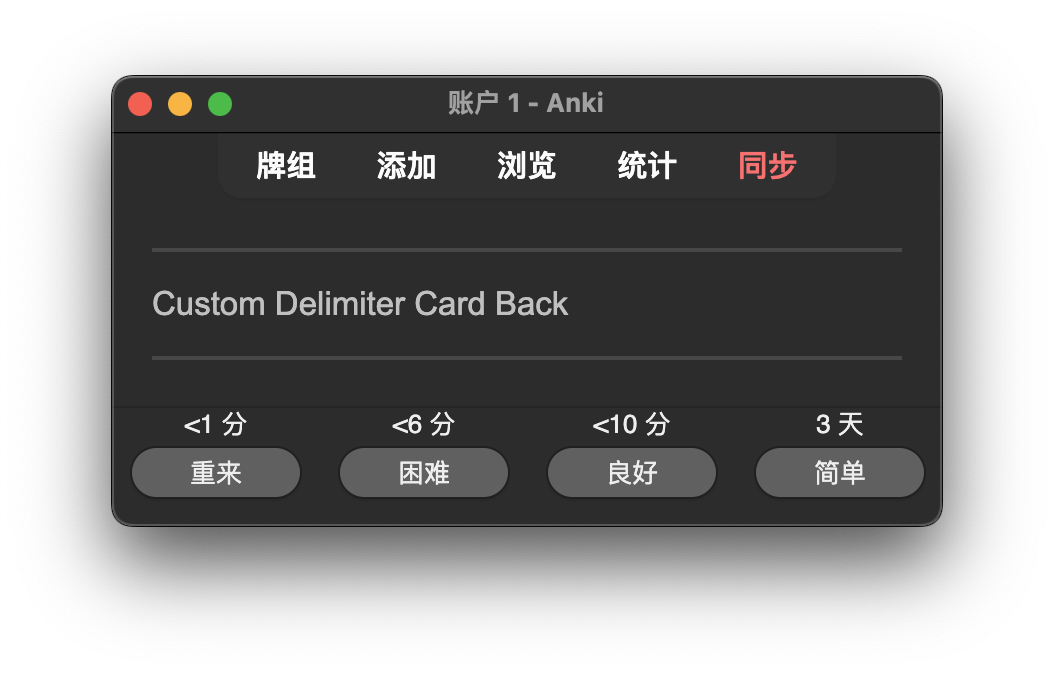 账户 1 - Anki
牌组 添加 浏览 统计 同步
Custom Delimiter Card Back
<1 分 <6 分 <10 分 3 天
重来 困难 良好 简单